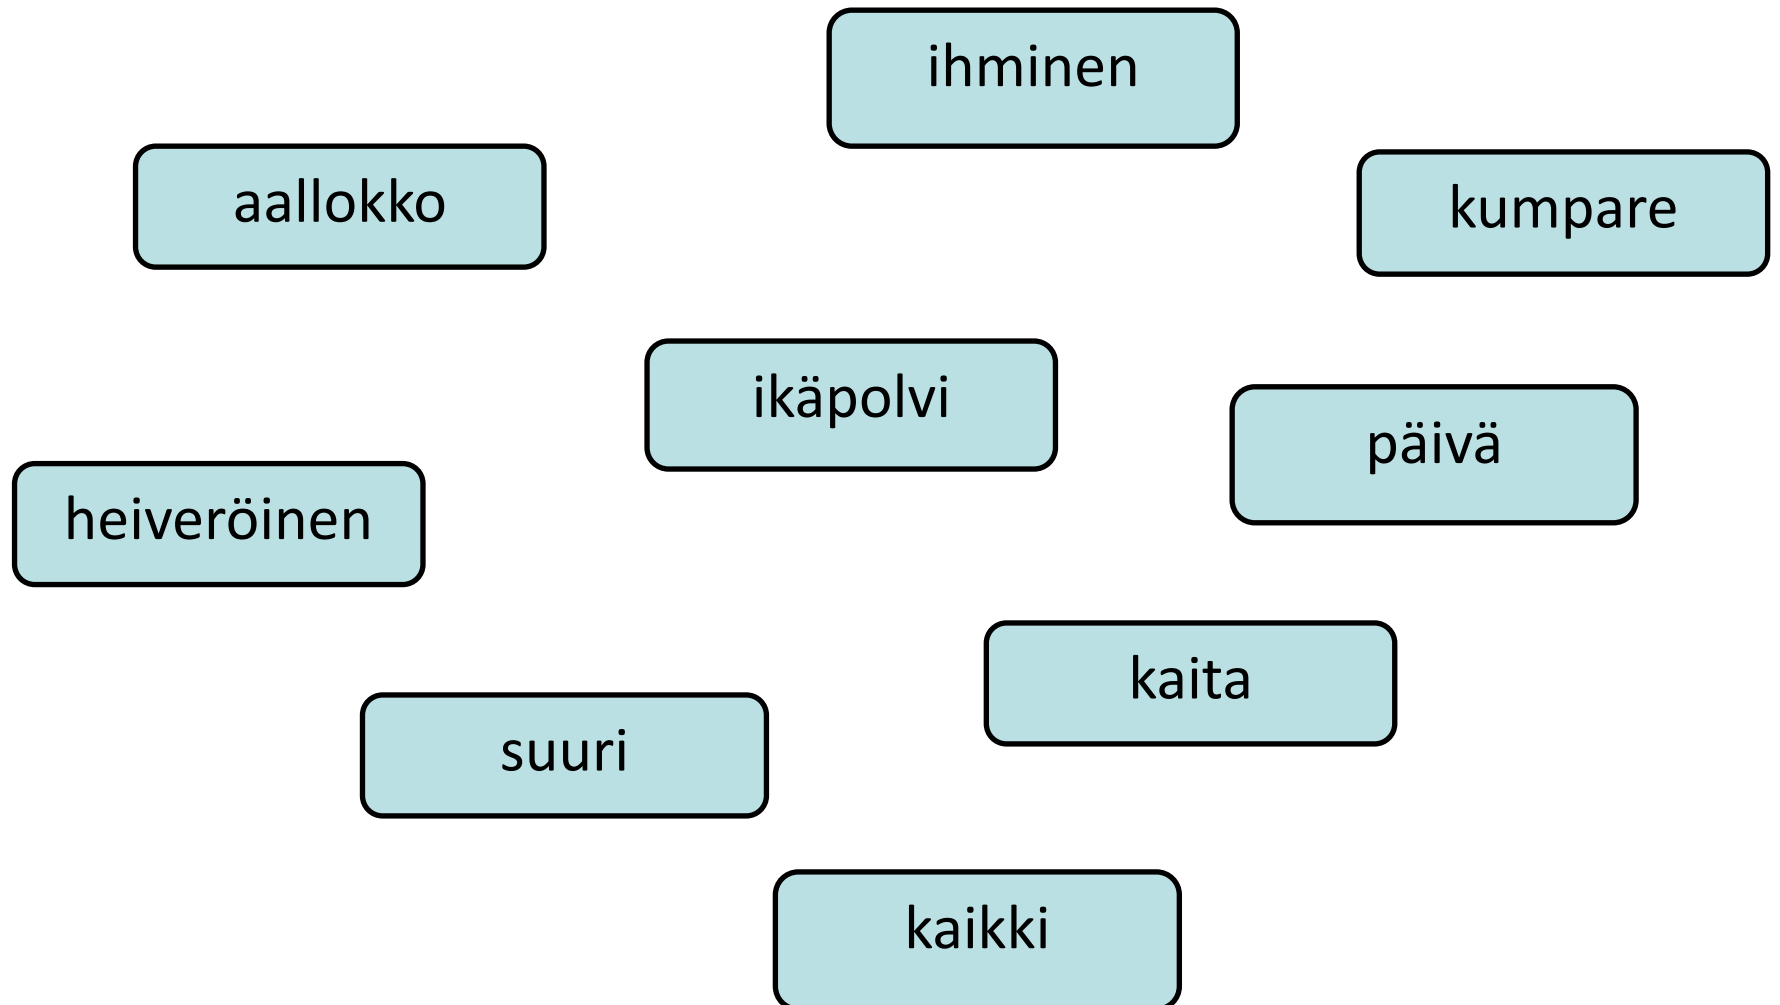 ihminen
aallokko
kumpare
ikäpolvi
päivä
heiveröinen
kaita
suuri
kaikki